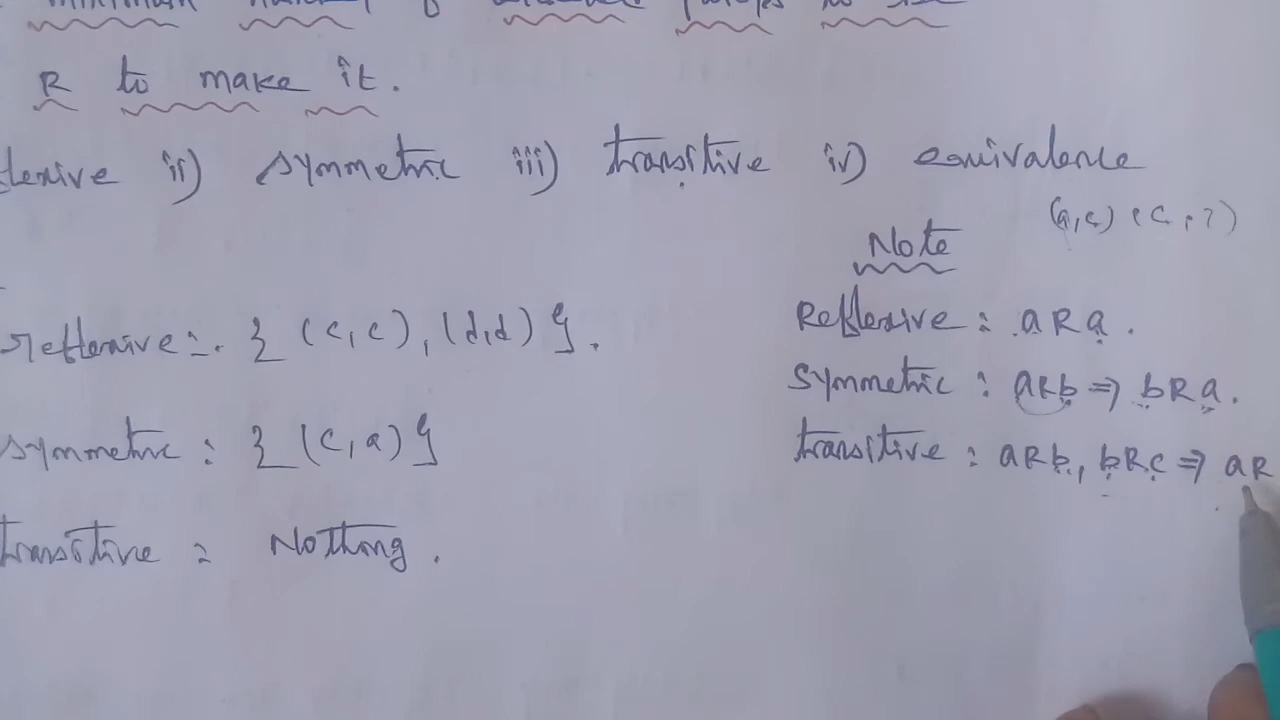 R to make it.
ii) symmetric iii) transitive iv) equivalence
(a,c) (c,?)
Note
reflexive :-. { (c,c), (d,d) }.
Reflexive : aRa.
Symmetric : aRb ⇒ bRa.
symmetric : { (c,a) }
transitive : aRb, bRc ⇒ aR
transitive : Nothing.